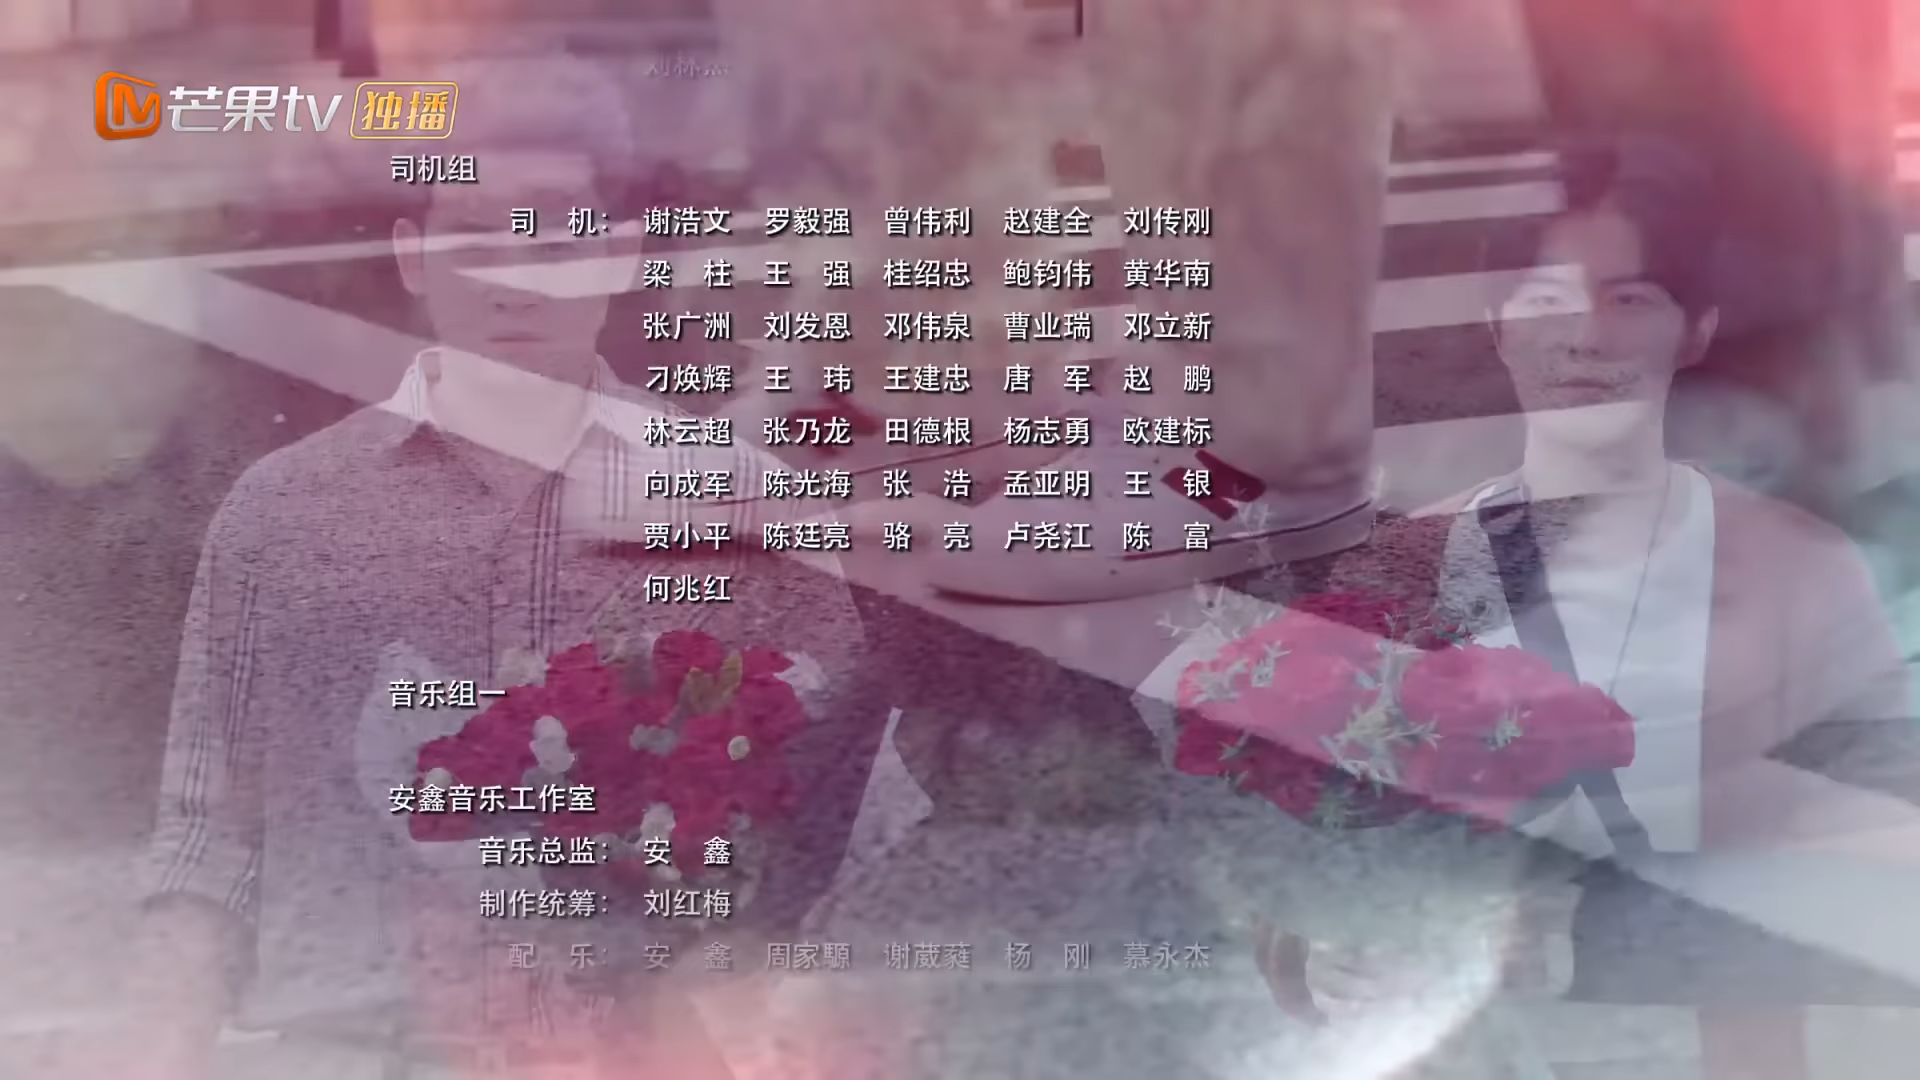 刘林杰
芒果tv 独播
司机组
司 机： 谢浩文 罗毅强 曾伟利 赵建全 刘传刚
梁 柱 王 强 桂绍忠 鲍钧伟 黄华南
张广洲 刘发恩 邓伟泉 曹业瑞 邓立新
刁焕辉 王 玮 王建忠 唐 军 赵 鹏
林云超 张乃龙 田德根 杨志勇 欧建标
向成军 陈光海 张 浩 孟亚明 王 银
贾小平 陈廷亮 骆 亮 卢尧江 陈 富
何兆红
音乐组一
安鑫音乐工作室
音乐总监： 安 鑫
制作统筹： 刘红梅
配 乐： 安 鑫 周家騵 谢葳蕤 杨 刚 慕永杰